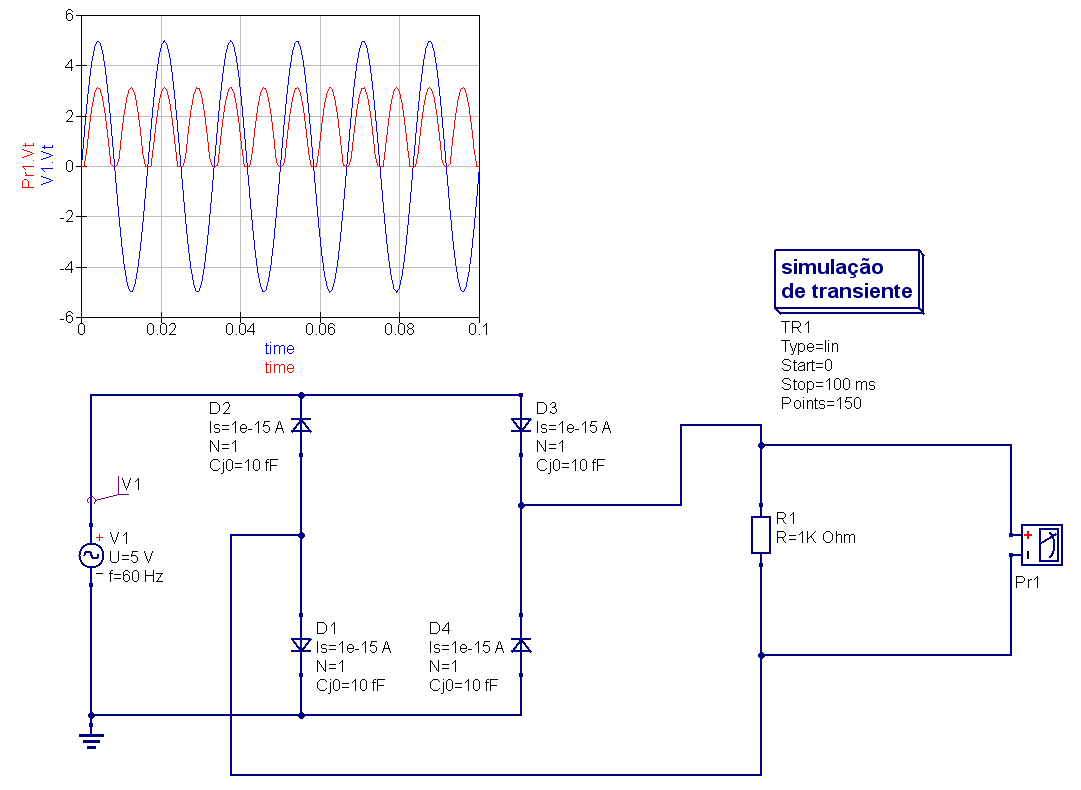 6
4
2
0
-2
-4
-6
Pr1.Vt
V1.Vt
0
0.02
0.04
0.06
0.08
0.1
time
time
simulação
de transiente
TR1
Type=lin
Start=0
Stop=100 ms
Points=150
D2
Is=1e-15 A
N=1
Cj0=10 fF
D3
Is=1e-15 A
N=1
Cj0=10 fF
V1
+ V1
U=5 V
− f=60 Hz
R1
R=1K Ohm
+
-
Pr1
D1
Is=1e-15 A
N=1
Cj0=10 fF
D4
Is=1e-15 A
N=1
Cj0=10 fF